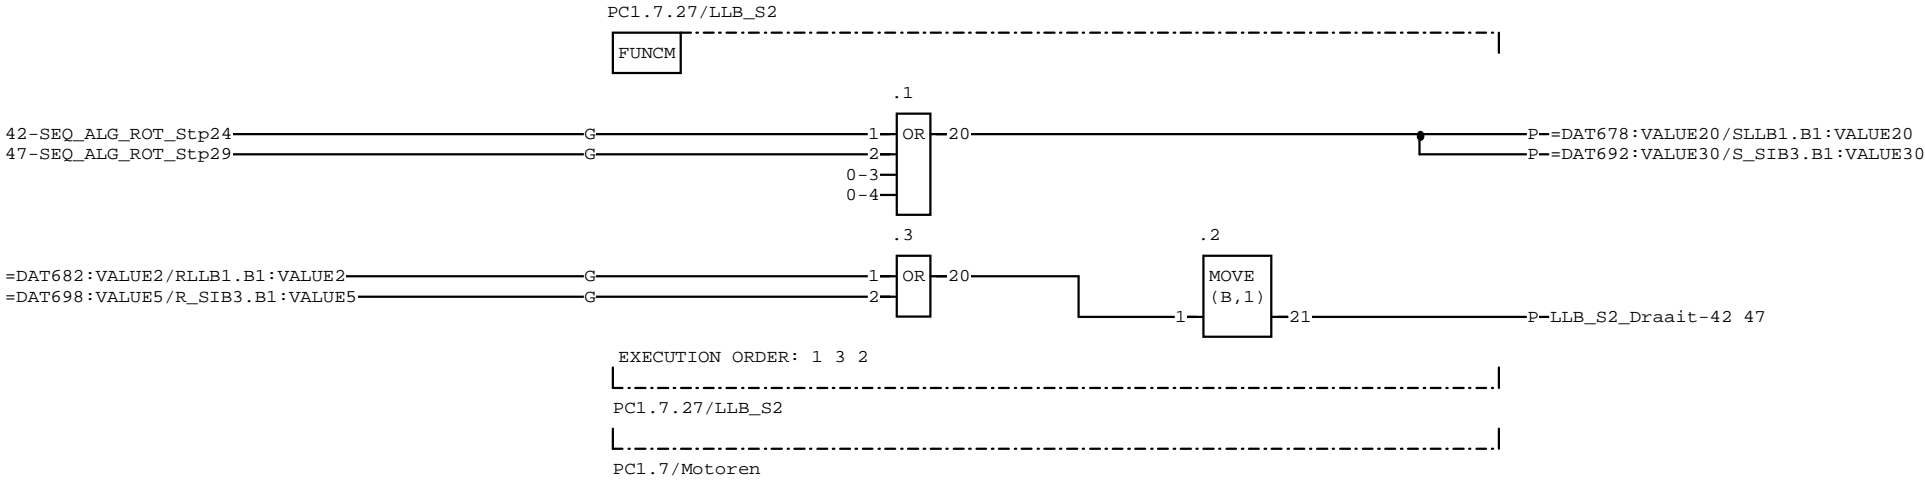 PC1.7.27/LLB_S2
FUNCM
.1
42-SEQ_ALG_ROT_Stp24 G 1 OR 20 P =DAT678:VALUE20/SLLB1.B1:VALUE20
47-SEQ_ALG_ROT_Stp29 G 2 P =DAT692:VALUE30/S_SIB3.B1:VALUE30
0-3
0-4
.3 .2
=DAT682:VALUE2/RLLB1.B1:VALUE2 G 1 OR 20 MOVE
=DAT698:VALUE5/R_SIB3.B1:VALUE5 G 2 (B,1)
1 21 P LLB_S2_Draait-42 47
EXECUTION ORDER: 1 3 2
PC1.7.27/LLB_S2
PC1.7/Motoren